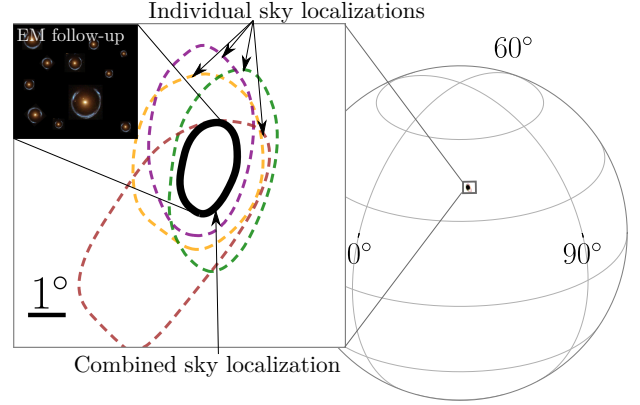 Individual sky localizations
EM follow-up
60°
0°
90°
1°
Combined sky localization